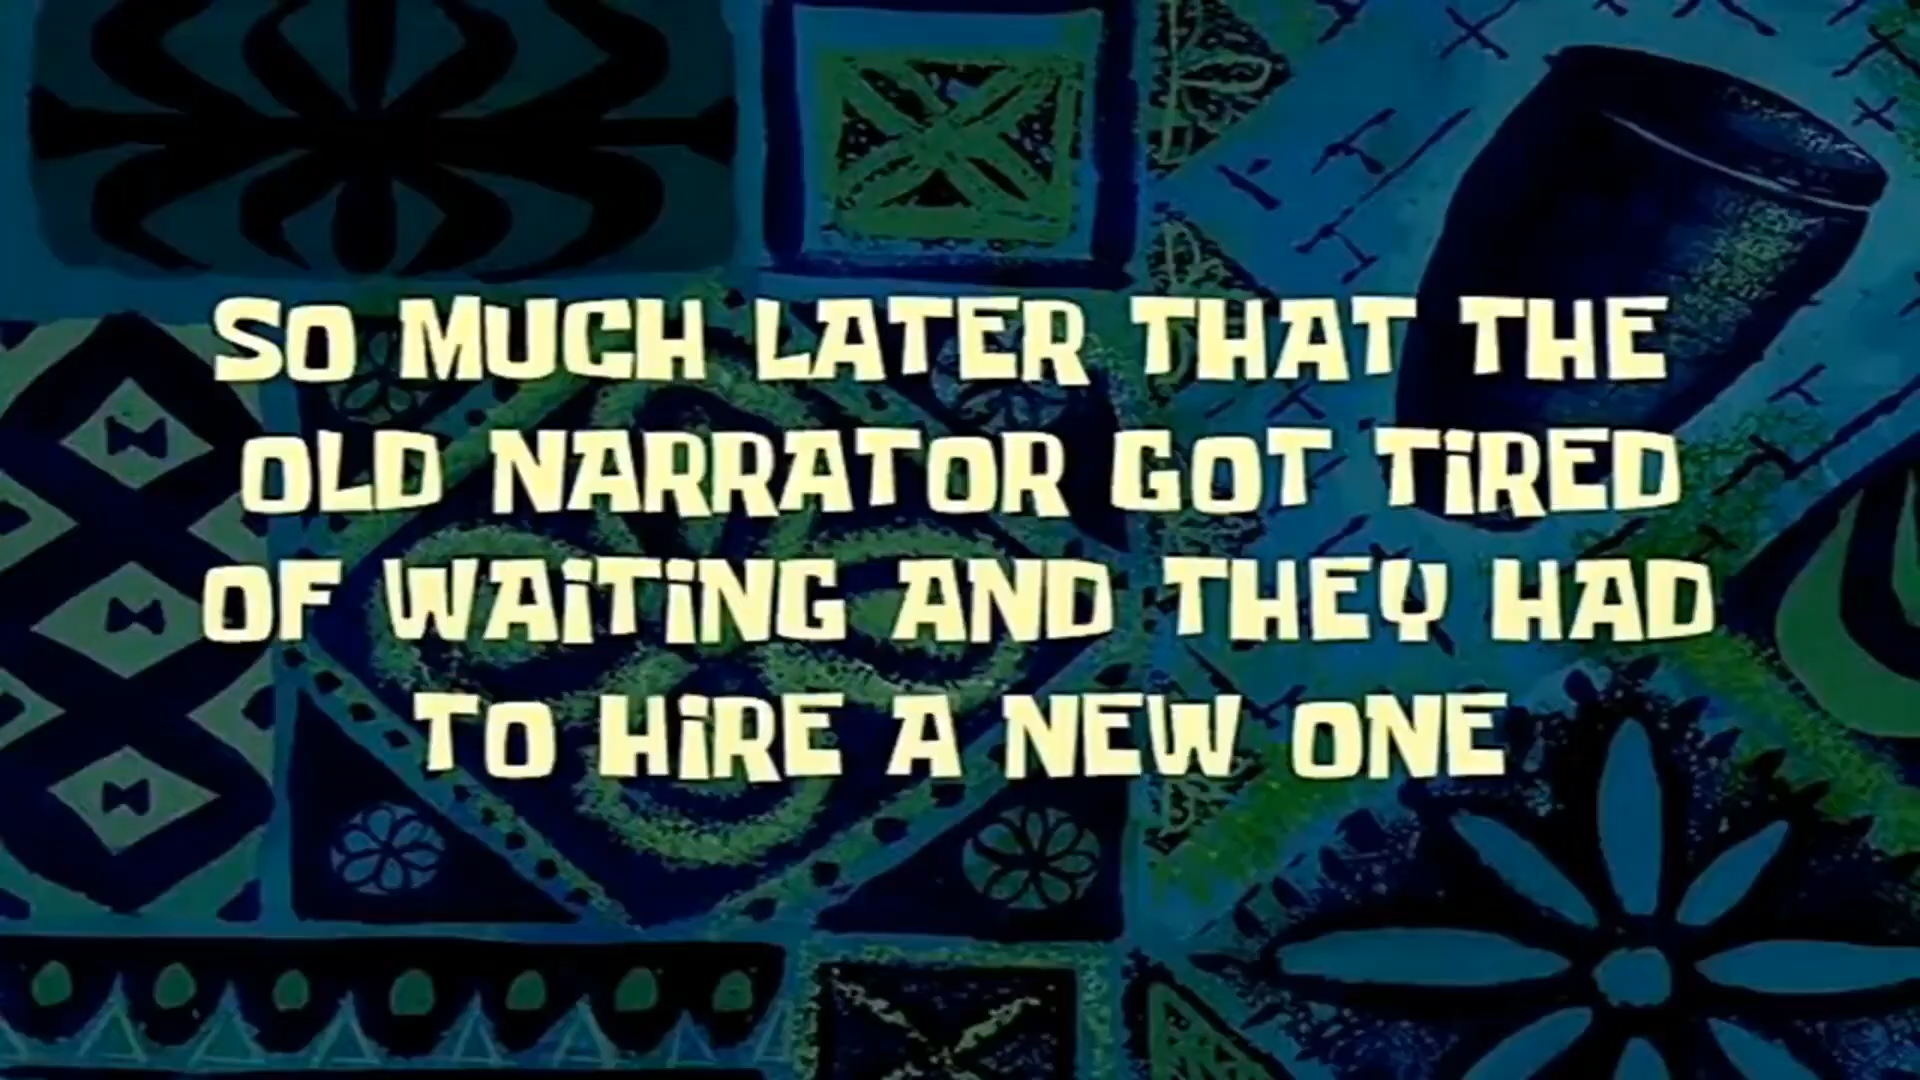 SO MUCH LATER THAT THE
OLD NARRATOR GOT TIRED
OF WAITING AND THEY HAD
TO HIRE A NEW ONE